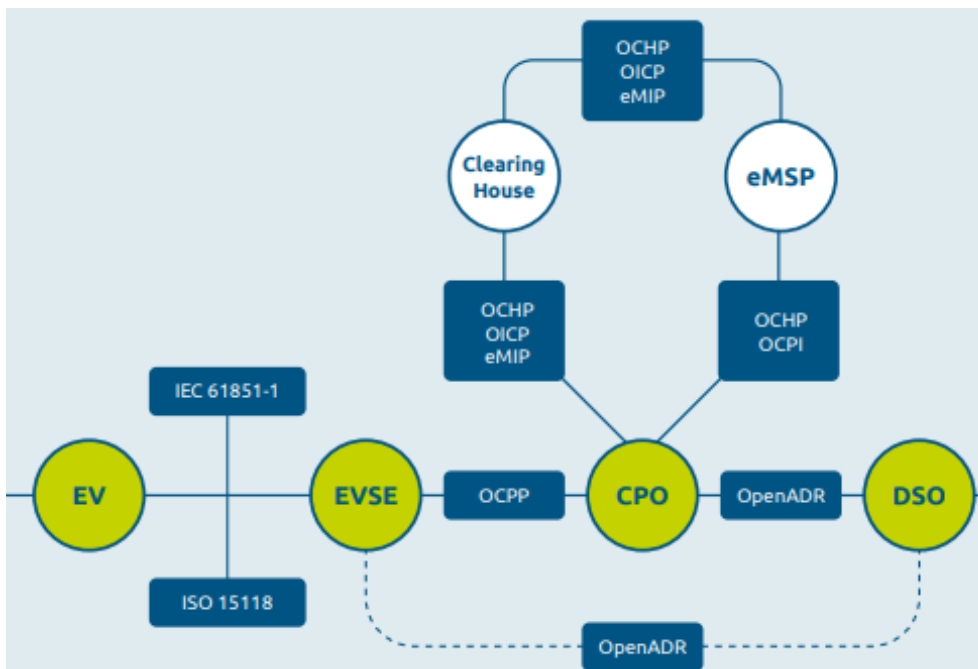 OCHP
OICP
eMIP
Clearing
House
eMSP
OCHP
OICP
eMIP
OCHP
OCPI
IEC 61851-1
EV
EVSE
OCPP
CPO
OpenADR
DSO
ISO 15118
OpenADR